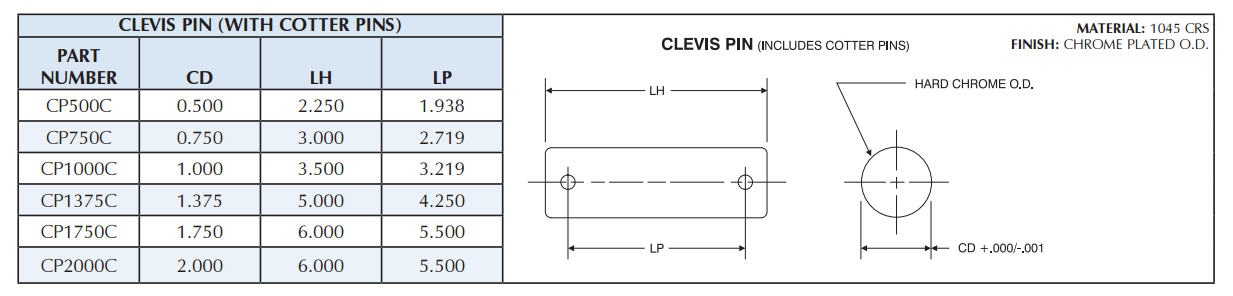 CLEVIS PIN (WITH COTTER PINS)
PART NUMBER CD LH LP
CP500C 0.500 2.250 1.938
CP750C 0.750 3.000 2.719
CP1000C 1.000 3.500 3.219
CP1375C 1.375 5.000 4.250
CP1750C 1.750 6.000 5.500
CP2000C 2.000 6.000 5.500
CLEVIS PIN (INCLUDES COTTER PINS)
MATERIAL: 1045 CRS
FINISH: CHROME PLATED O.D.
LH
HARD CHROME O.D.
LP
CD +.000/-.001